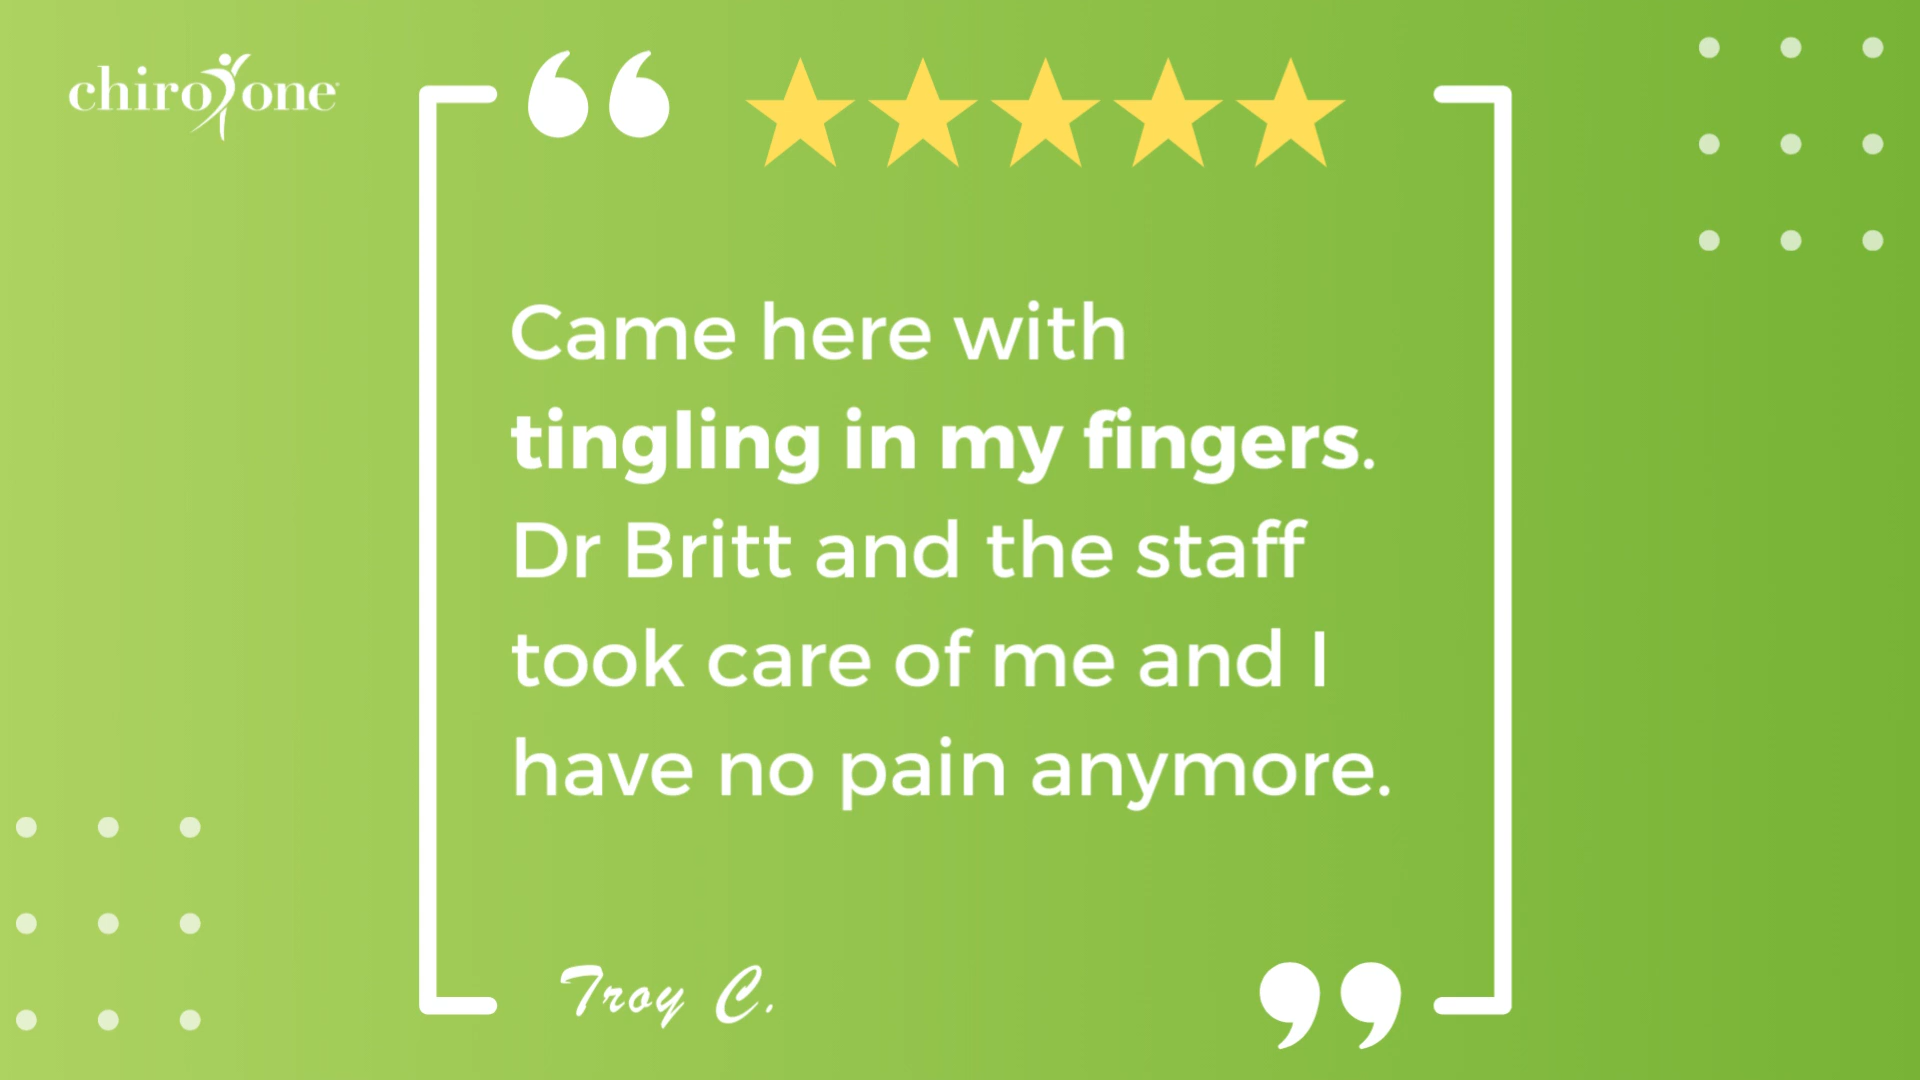 chiro one
“
Came here with
tingling in my fingers.
Dr Britt and the staff
took care of me and I
have no pain anymore.
Troy C.
”